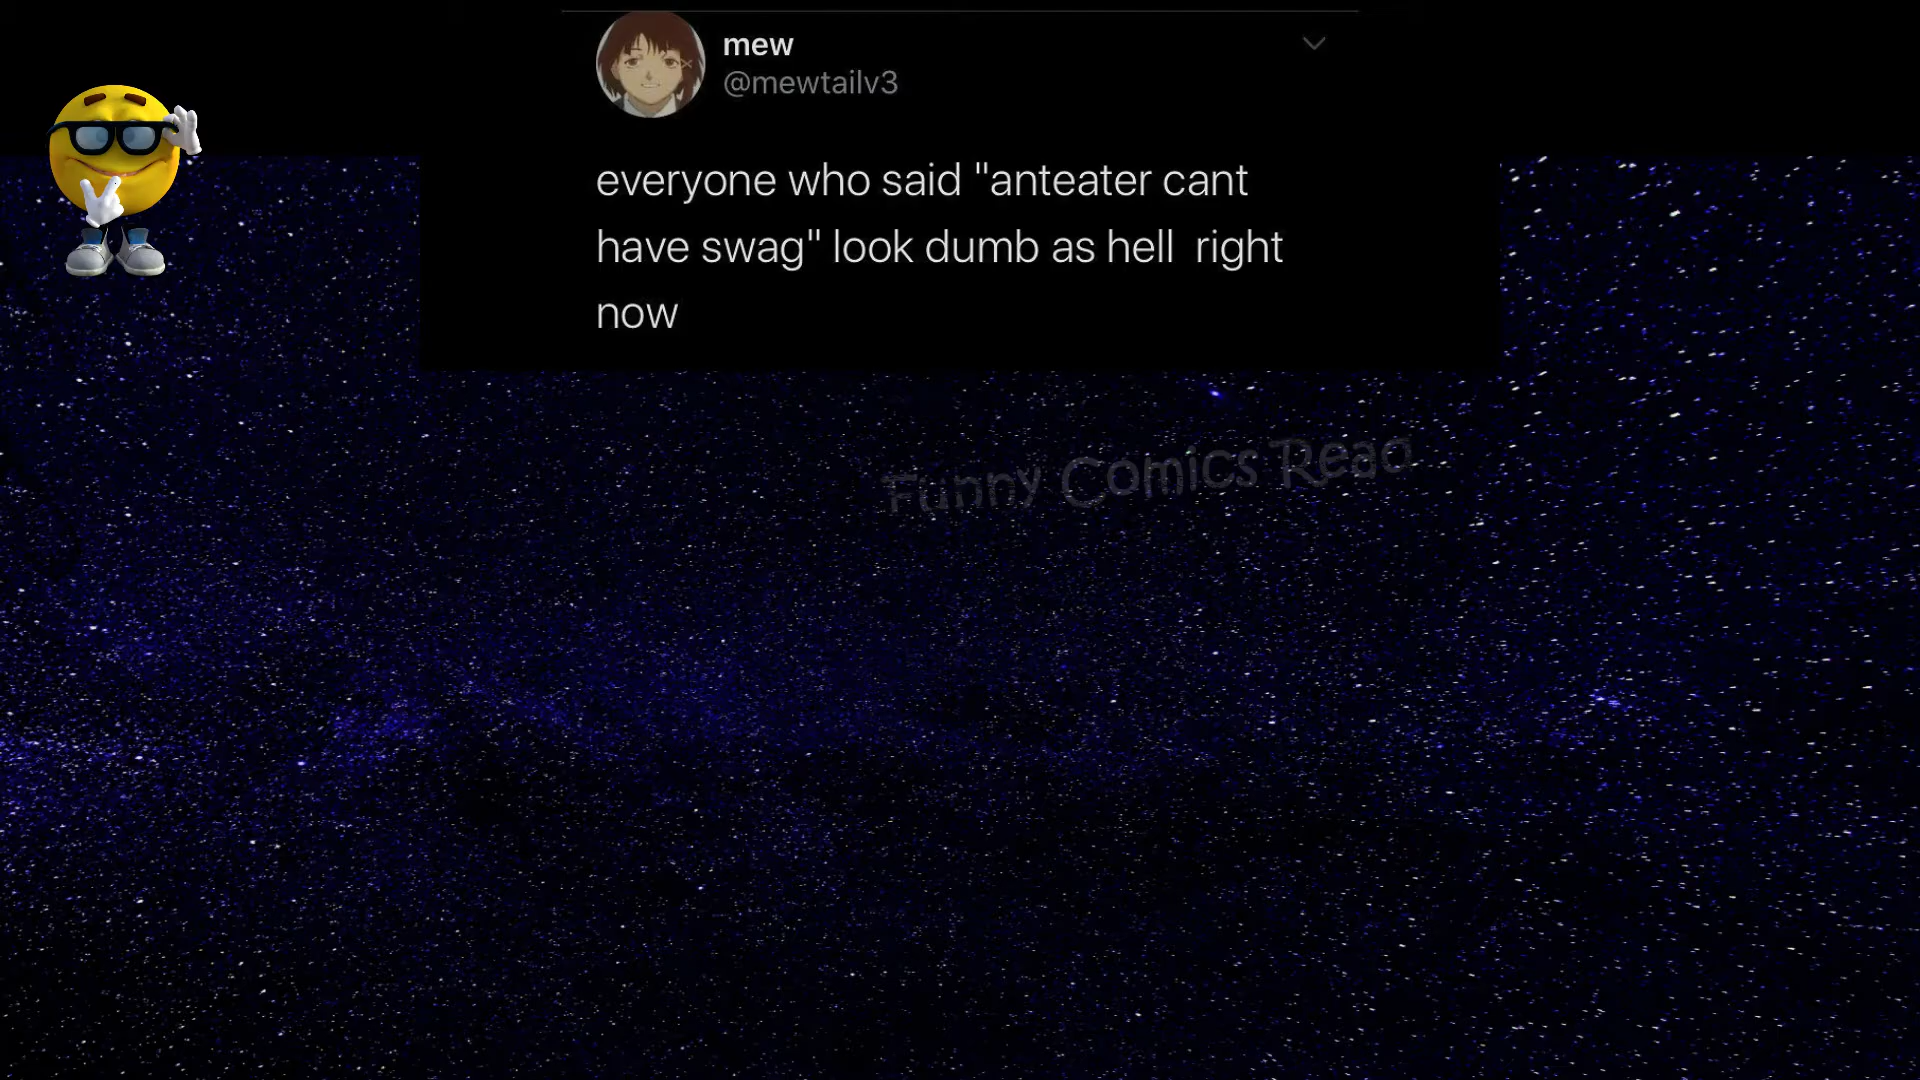 mew
@mewtailv3
everyone who said "anteater cant
have swag" look dumb as hell  right
now
Funny Comics Read